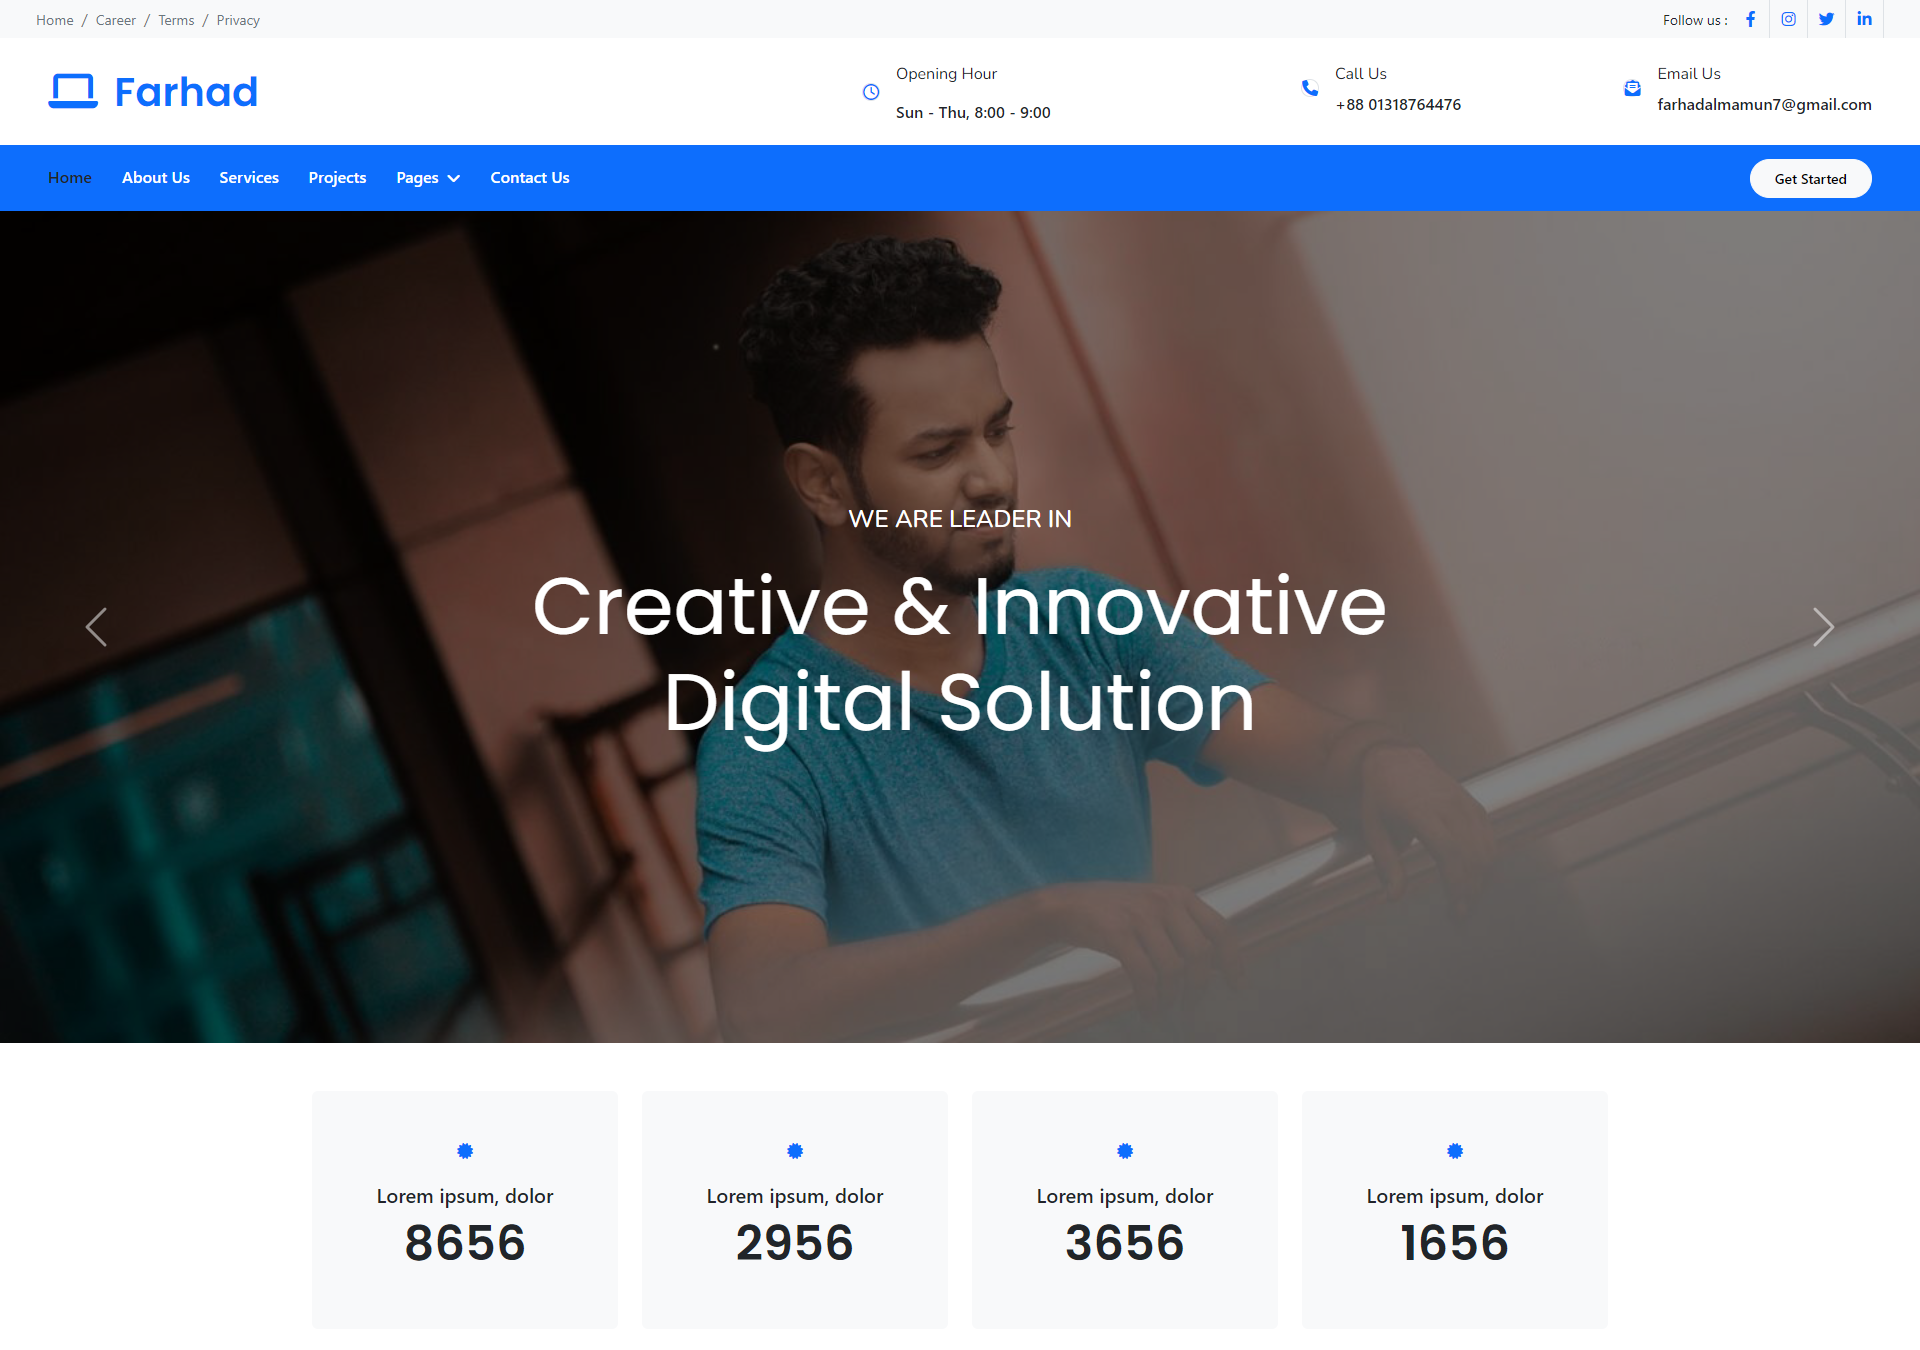 Home / Career / Terms / Privacy
Follow us :
Farhad
Opening Hour
Sun - Thu, 8:00 - 9:00
Call Us
+88 01318764476
Email Us
farhadalmamun7@gmail.com
Home About Us Services Projects Pages Contact Us
Get Started
WE ARE LEADER IN
Creative & Innovative
Digital Solution
Lorem ipsum, dolor
8656
Lorem ipsum, dolor
2956
Lorem ipsum, dolor
3656
Lorem ipsum, dolor
1656